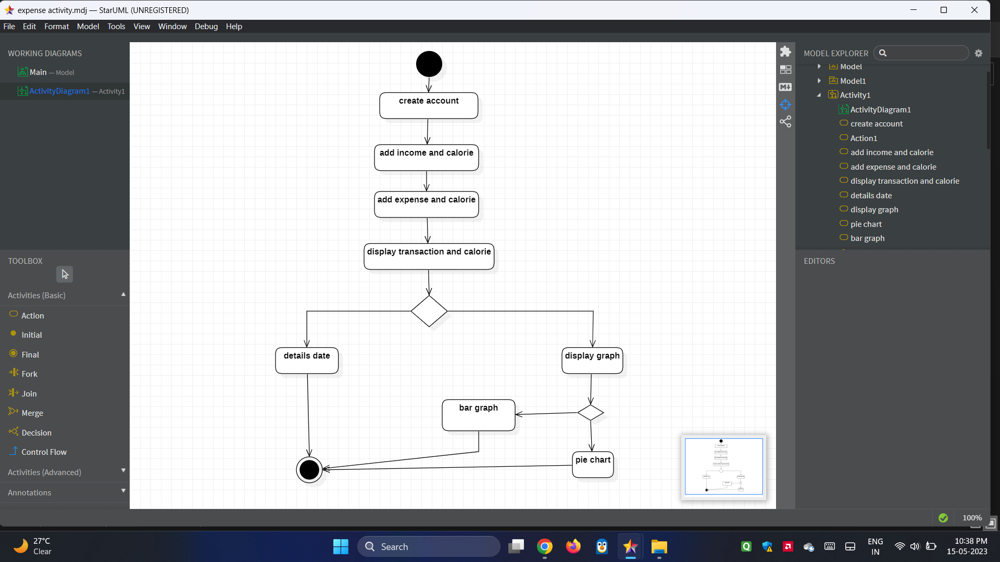 expense activity.mdj — StarUML (UNREGISTERED)
File Edit Format Model Tools View Window Debug Help
WORKING DIAGRAMS
Main — Model
ActivityDiagram1 — Activity1
TOOLBOX
Activities (Basic)
Action
Initial
Final
Fork
Join
Merge
Decision
Control Flow
Activities (Advanced)
Annotations
create account
add income and calorie
add expense and calorie
display transaction and calorie
details date
display graph
bar graph
pie chart
M
MODEL EXPLORER
Model
Model1
Activity1
ActivityDiagram1
create account
Action1
add income and calorie
add expense and calorie
display transaction and calorie
details date
display graph
pie chart
bar graph
EDITORS
100%
27°C
Clear
Search
Q
ENG
IN
10:38 PM
15-05-2023